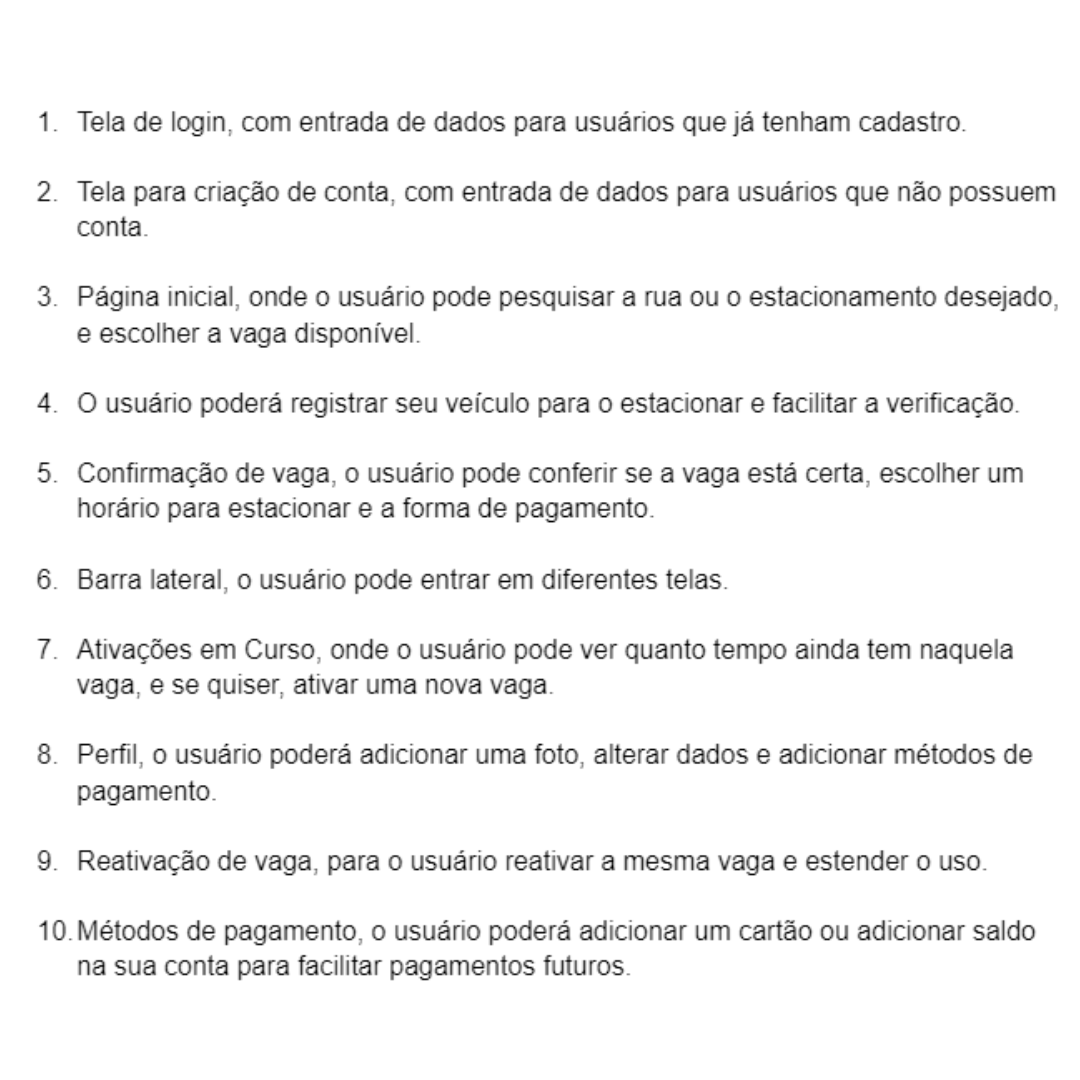 1. Tela de login, com entrada de dados para usuários que já tenham cadastro.
2. Tela para criação de conta, com entrada de dados para usuários que não possuem
conta.
3. Página inicial, onde o usuário pode pesquisar a rua ou o estacionamento desejado,
e escolher a vaga disponível.
4. O usuário poderá registrar seu veículo para o estacionar e facilitar a verificação.
5. Confirmação de vaga, o usuário pode conferir se a vaga está certa, escolher um
horário para estacionar e a forma de pagamento.
6. Barra lateral, o usuário pode entrar em diferentes telas.
7. Ativações em Curso, onde o usuário pode ver quanto tempo ainda tem naquela
vaga, e se quiser, ativar uma nova vaga.
8. Perfil, o usuário poderá adicionar uma foto, alterar dados e adicionar métodos de
pagamento.
9. Reativação de vaga, para o usuário reativar a mesma vaga e estender o uso.
10. Métodos de pagamento, o usuário poderá adicionar um cartão ou adicionar saldo
na sua conta para facilitar pagamentos futuros.